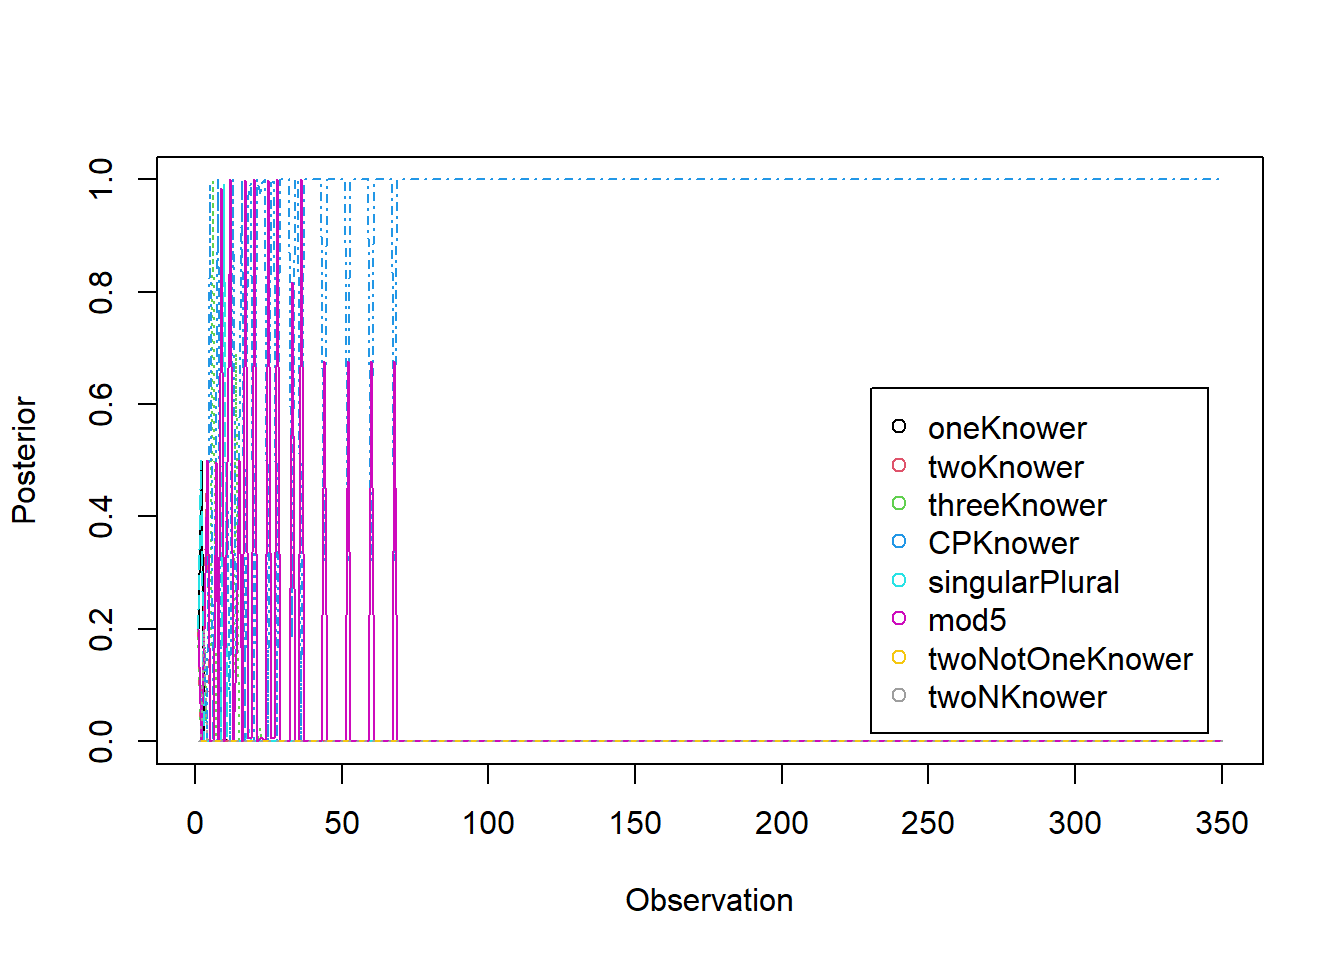 Posterior
1.0
0.8
0.6
0.4
0.2
0.0
oneKnower
twoKnower
threeKnower
CPKnower
singularPlural
mod5
twoNotOneKnower
twoNKnower
0 50 100 150 200 250 300 350
Observation